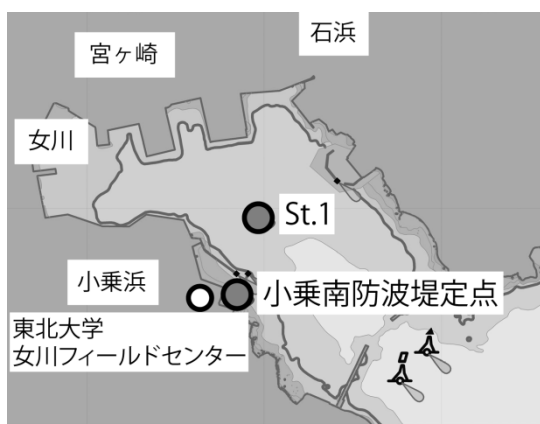 石浜
宮ヶ崎
女川
St.1
小乗浜
小乗南防波堤定点
東北大学
女川フィールドセンター